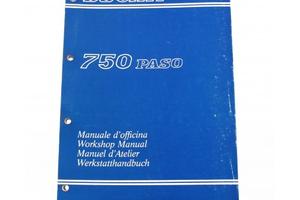 750 PASO
Manuale d'officina
Workshop Manual
Manuel d'Atelier
Werkstatthandbuch